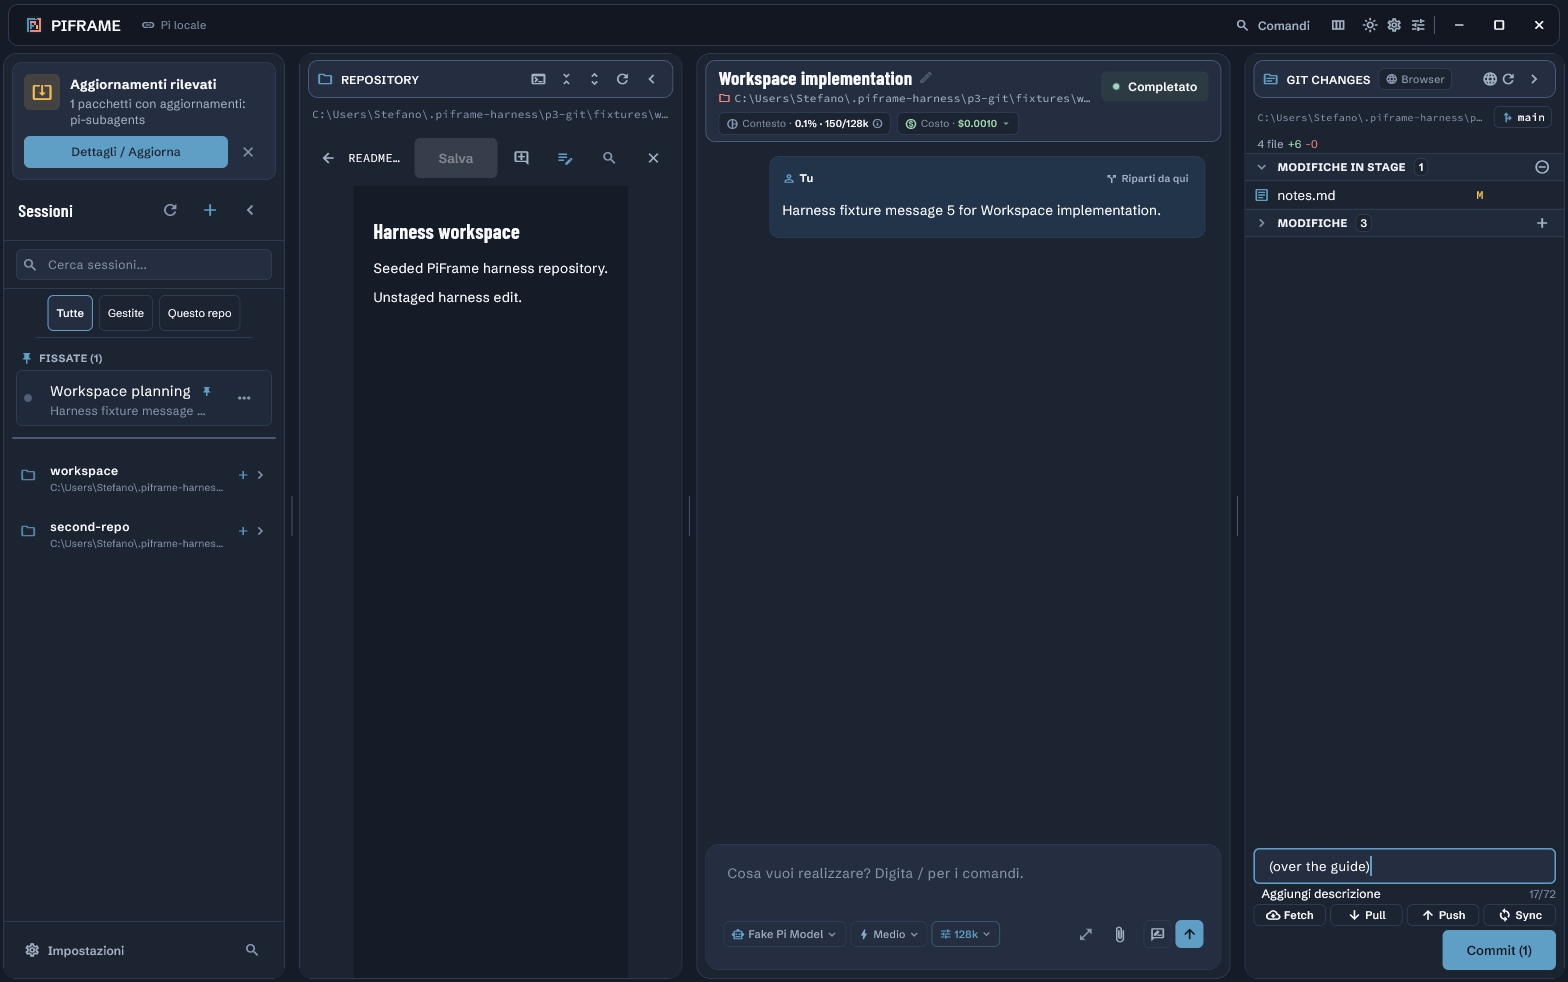 PIFRAME
Pi locale
Comandi
Aggiornamenti rilevati
1 pacchetti con aggiornamenti:
pi-subagents
Dettagli / Aggiorna
Sessioni
Cerca sessioni...
Tutte
Gestite
Questo repo
FISSATE (1)
Workspace planning
Harness fixture message ...
workspace
C:\Users\Stefano\.piframe-harnes...
second-repo
C:\Users\Stefano\.piframe-harnes...
Impostazioni
REPOSITORY
C:\Users\Stefano\.piframe-harness\p3-git\fixtures\w...
README...
Salva
Harness workspace
Seeded PiFrame harness repository.
Unstaged harness edit.
Workspace implementation
C:\Users\Stefano\.piframe-harness\p3-git\fixtures\w...
Completato
Contesto · 0.1% · 150/128k
Costo · $0.0010
Tu
Riparti da qui
Harness fixture message 5 for Workspace implementation.
Cosa vuoi realizzare? Digita / per i comandi.
Fake Pi Model
Medio
128k
GIT CHANGES
Browser
C:\Users\Stefano\.piframe-harness\p...
main
4 file +6 -0
MODIFICHE IN STAGE 1
notes.md M
MODIFICHE 3
(over the guide)
Aggiungi descrizione
17/72
Fetch
Pull
Push
Sync
Commit (1)